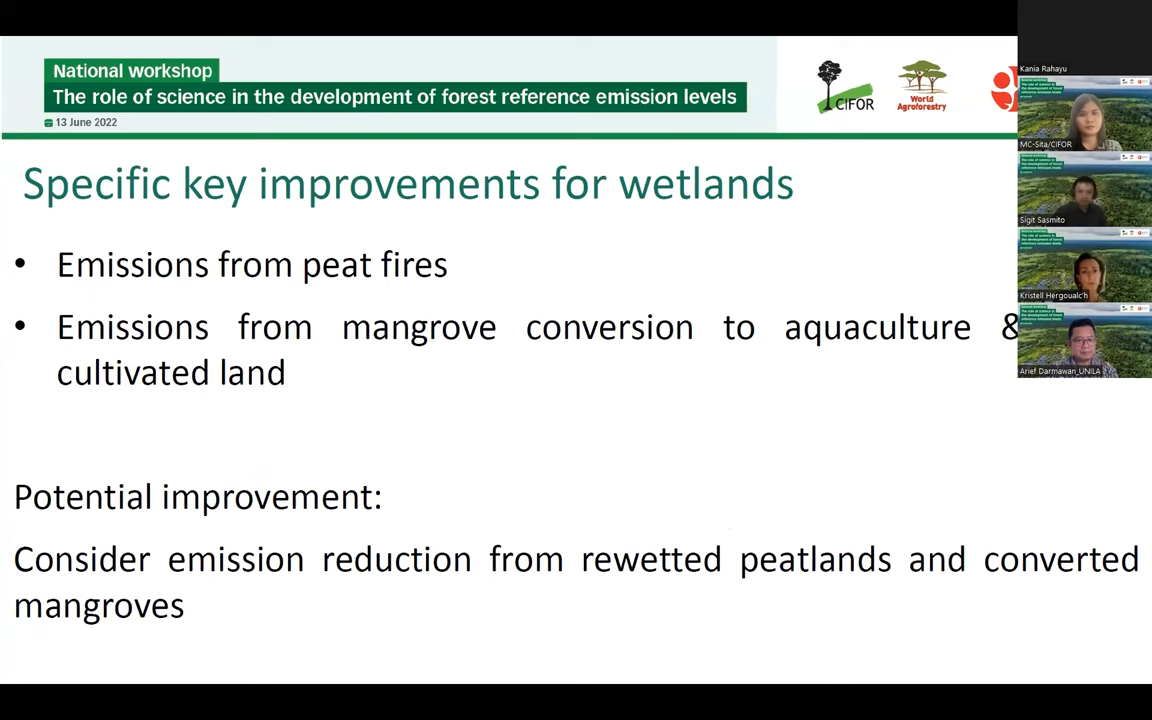 National workshop
The role of science in the development of forest reference emission levels
13 June 2022
CIFOR
World
Agroforestry
Kania Rahayu
MC-Sita/CIFOR
Sigit Sasmito
Kristell Hergoualc'h
Arief Darmawan_UNILA
Specific key improvements for wetlands
• Emissions from peat fires
• Emissions from mangrove conversion to aquaculture &
cultivated land
Potential improvement:
Consider emission reduction from rewetted peatlands and converted
mangroves